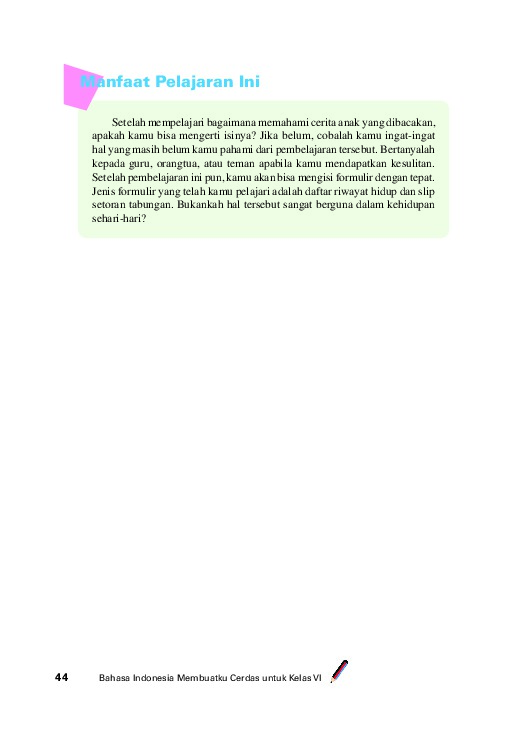 Manfaat Pelajaran Ini
Setelah mempelajari bagaimana memahami cerita anak yang dibacakan,
apakah kamu bisa mengerti isinya? Jika belum, cobalah kamu ingat-ingat
hal yang masih belum kamu pahami dari pembelajaran tersebut. Bertanyalah
kepada guru, orangtua, atau teman apabila kamu mendapatkan kesulitan.
Setelah pembelajaran ini pun, kamu akan bisa mengisi formulir dengan tepat.
Jenis formulir yang telah kamu pelajari adalah daftar riwayat hidup dan slip
setoran tabungan. Bukankah hal tersebut sangat berguna dalam kehidupan
sehari-hari?
44 Bahasa Indonesia Membuatku Cerdas untuk Kelas VI